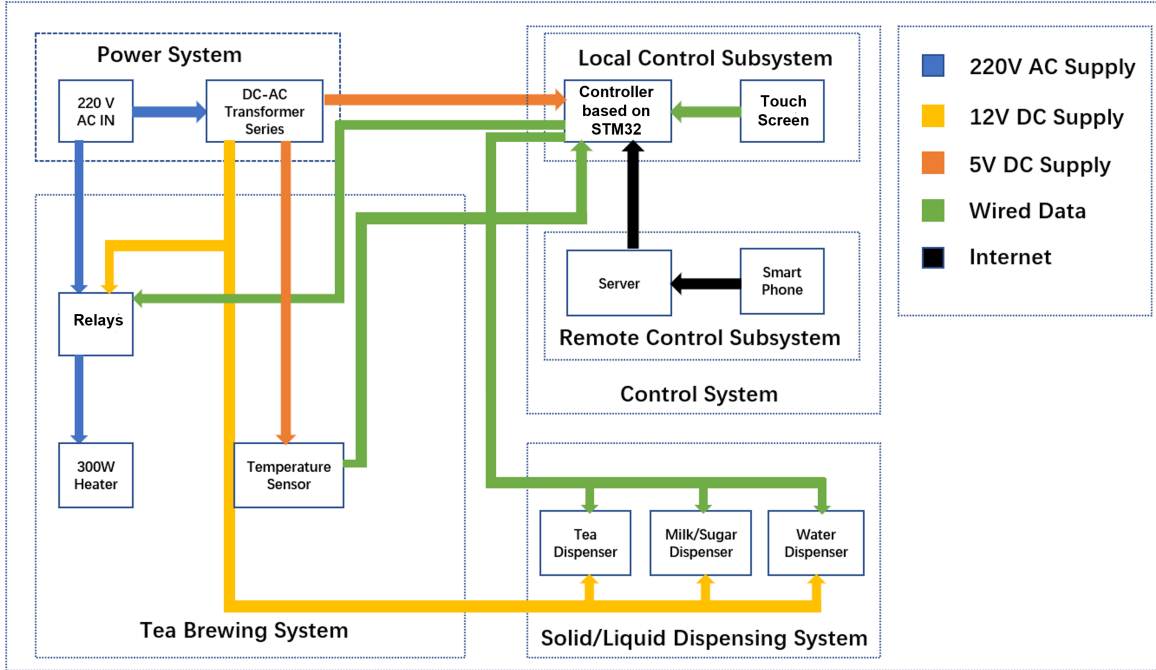 Power System
220 V
AC IN
DC-AC
Transformer
Series
Local Control Subsystem
Controller
based on
STM32
Touch
Screen
220V AC Supply
12V DC Supply
5V DC Supply
Wired Data
Internet
Server
Smart
Phone
Remote Control Subsystem
Control System
Relays
300W
Heater
Temperature
Sensor
Tea Brewing System
Tea
Dispenser
Milk/Sugar
Dispenser
Water
Dispenser
Solid/Liquid Dispensing System